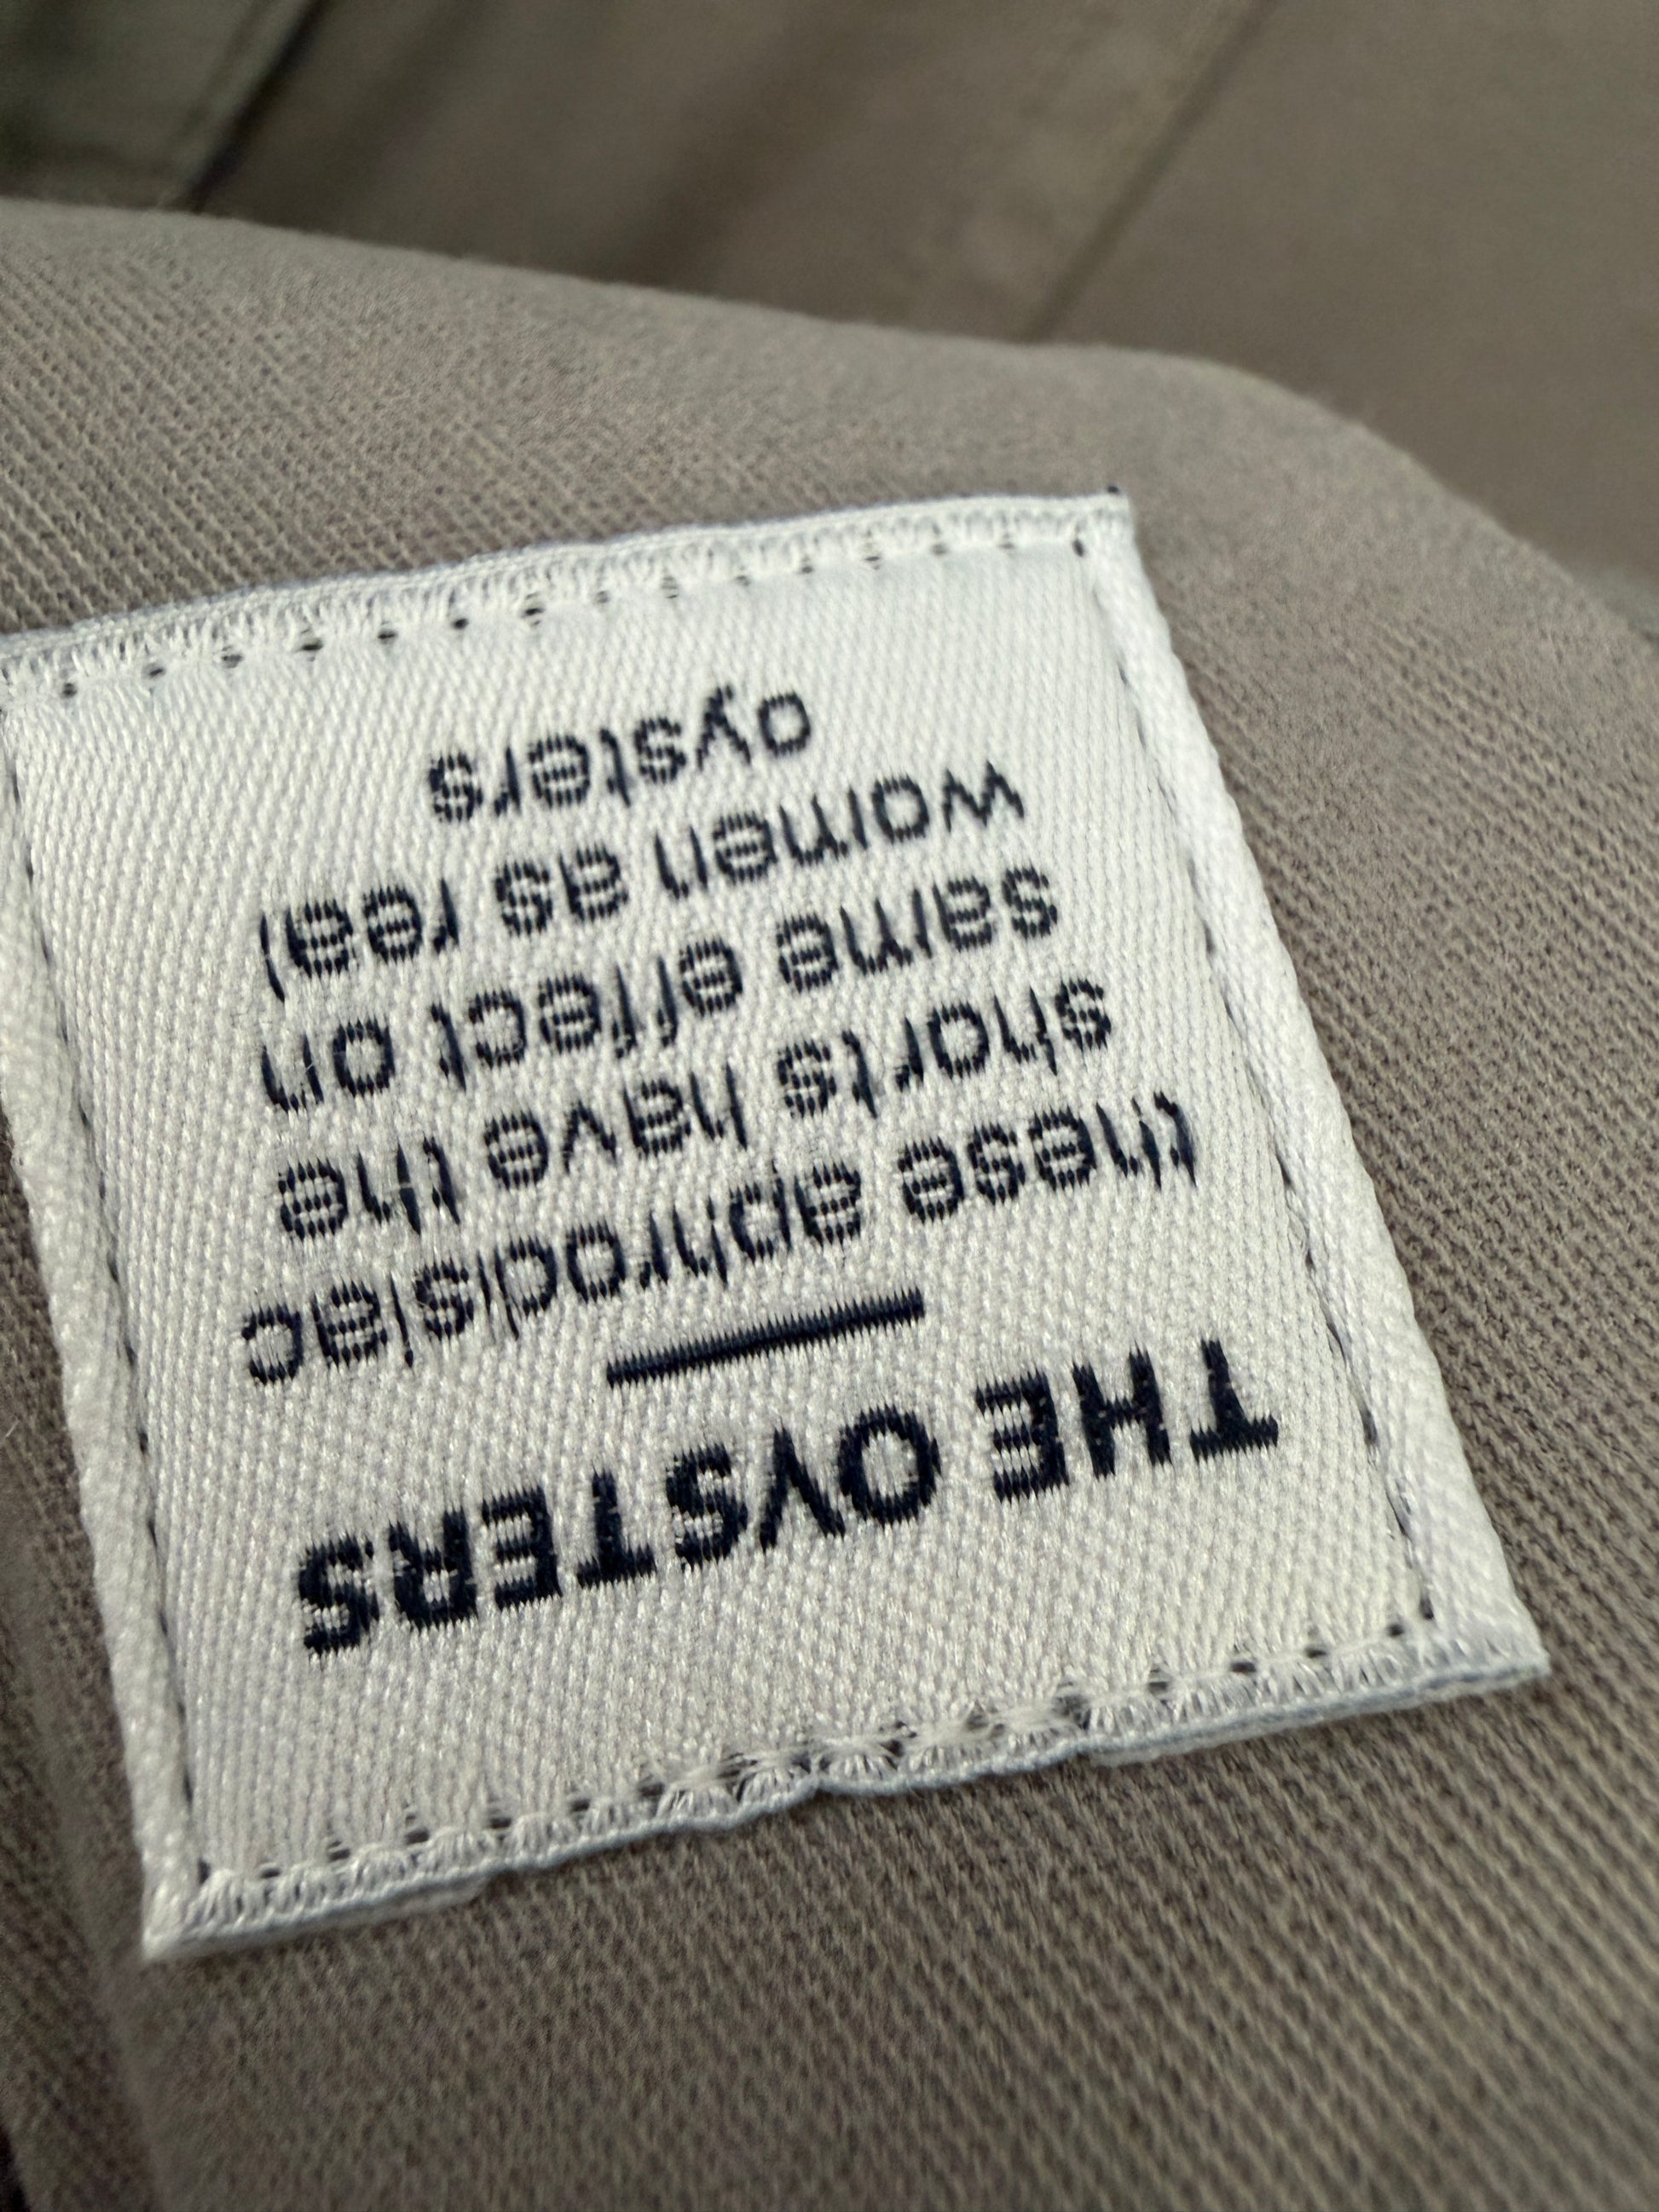 THE OYSTERS
these aphrodisiac
shorts have the
same effect on
women as real
oysters